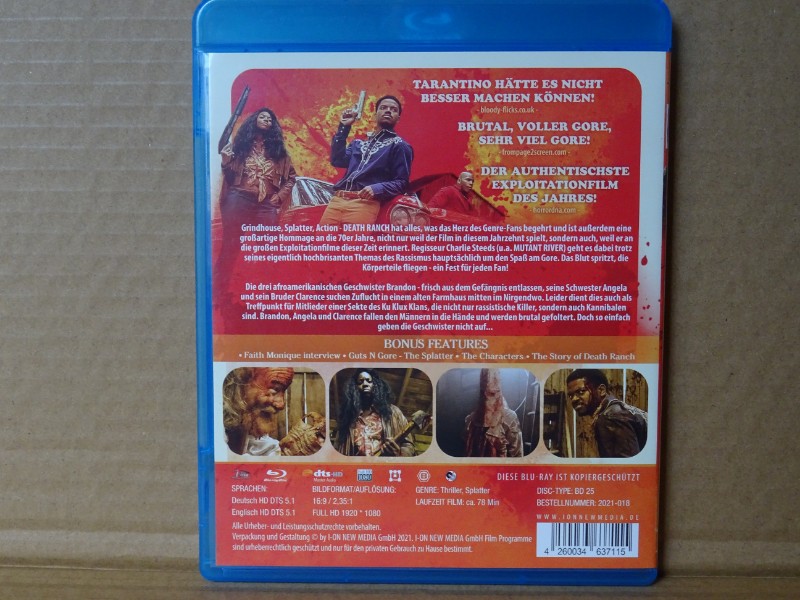 TARANTINO HÄTTE ES NICHT
BESSER MACHEN KÖNNEN!
- bloody-flicks.co.uk -
BRUTAL, VOLLER GORE,
SEHR VIEL GORE!
- frompage2screen.com -
DER AUTHENTISCHSTE
EXPLOITATIONFILM
DES JAHRES!
horrordna.com
Grindhouse, Splatter, Action - DEATH RANCH hat alles, was das Herz des Genre-Fans begehrt und ist außerdem eine
großartige Hommage an die 70er Jahre, nicht nur weil der Film in diesem Jahrzehnt spielt, sondern auch, weil er an
die großen Exploitationfilme dieser Zeit erinnert. Regisseur Charlie Steeds (u.a. MUTANT RIVER) geht es dabei trotz
seines eigentlich hochbrisanten Themas des Rassismus hauptsächlich um den Spaß am Gore. Das Blut spritzt, die
Körperteile fliegen - ein Fest für jeden Fan!
Die drei afroamerikanischen Geschwister Brandon - frisch aus dem Gefängnis entlassen, seine Schwester Angela
und sein Bruder Clarence suchen Zuflucht in einem alten Farmhaus mitten im Nirgendwo. Leider dient dies auch als
Treffpunkt für Mitlieder einer Sekte des Ku Klux Klans, die nicht nur rassistische Killer, sondern auch Kannibalen
sind. Brandon, Angela und Clarence fallen den Männern in die Hände und werden brutal gefoltert. Doch so einfach
geben die Geschwister nicht auf...
BONUS FEATURES
• Faith Monique interview • Guts N Gore - The Splatter • The Characters • The Story of Death Ranch
Blu-ray Disc dts-HD Master Audio
DIESE BLU-RAY IST KOPIERGESCHÜTZT
SPRACHEN: BILDFORMAT/AUFLÖSUNG: GENRE: Thriller, Splatter DISC-TYPE: BD 25
Deutsch HD DTS 5.1 16:9 / 2,35:1 LAUFZEIT FILM: ca. 78 Min BESTELLNUMMER: 2021-018
Englisch HD DTS 5.1 FULL HD 1920 * 1080
WWW.IONNEWMEDIA.DE
Alle Urheber- und Leistungsschutzrechte vorbehalten.
Verpackung und Gestaltung © by I-ON NEW MEDIA GmbH 2021. I-ON NEW MEDIA GmbH Film Programme
sind urheberrechtlich geschützt und nur für den privaten Gebrauch zu Hause bestimmt.
4 260034 637115